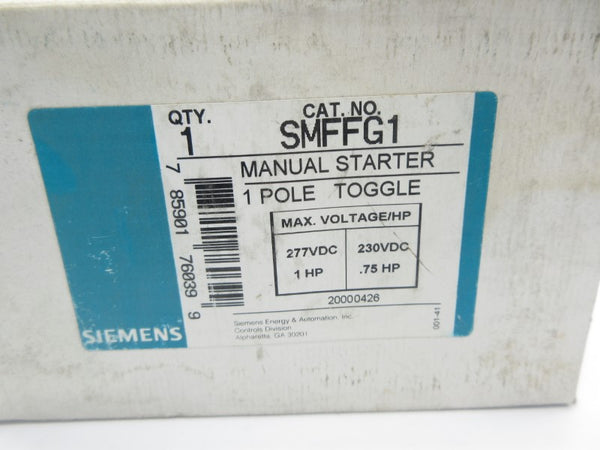 QTY.
1
CAT. NO.
SMFFG1
MANUAL STARTER
1 POLE TOGGLE
MAX. VOLTAGE/HP
277VDC 230VDC
1 HP .75 HP
20000426
Siemens Energy & Automation, Inc.
Controls Division
Alpharetta, GA 30201
001-41
7 85901 76039 9
SIEMENS